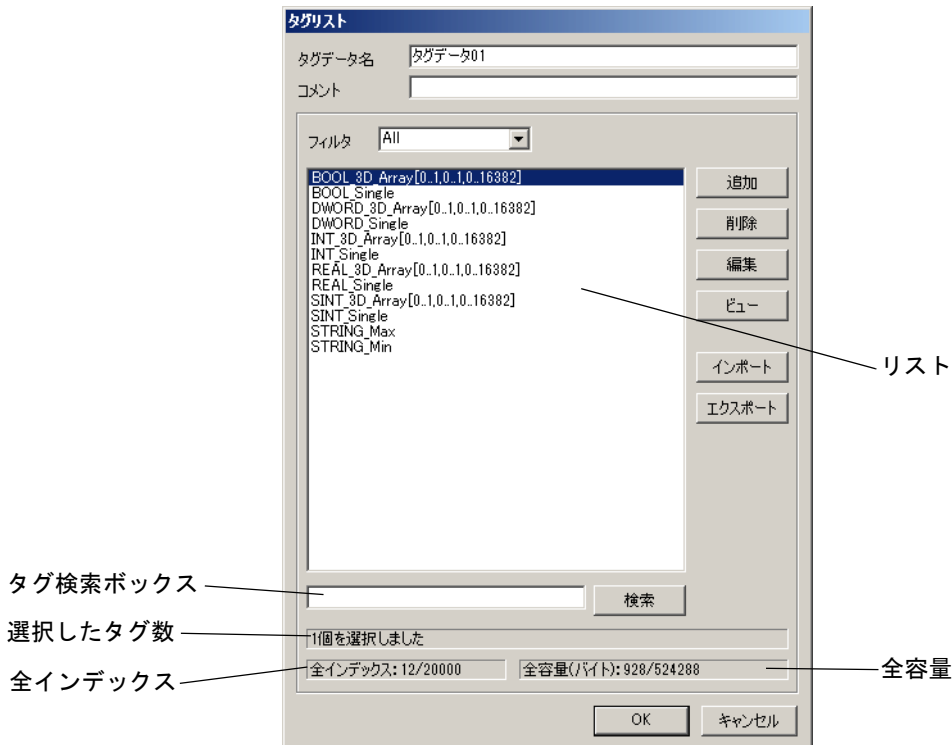 タグリスト
タグデータ名 タグデータ01
コメント
フィルタ All
BOOL_3D_Array[0..1,0..1,0..16382]
BOOL_Single
DWORD_3D_Array[0..1,0..1,0..16382]
DWORD_Single
INT_3D_Array[0..1,0..1,0..16382]
INT_Single
REAL_3D_Array[0..1,0..1,0..16382]
REAL_Single
SINT_3D_Array[0..1,0..1,0..16382]
SINT_Single
STRING_Max
STRING_Min
追加
削除
編集
ビュー
インポート
エクスポート
リスト
タグ検索ボックス
検索
選択したタグ数
1個を選択しました
全インデックス
全インデックス: 12/20000
全容量(バイト): 928/524288
全容量
OK
キャンセル